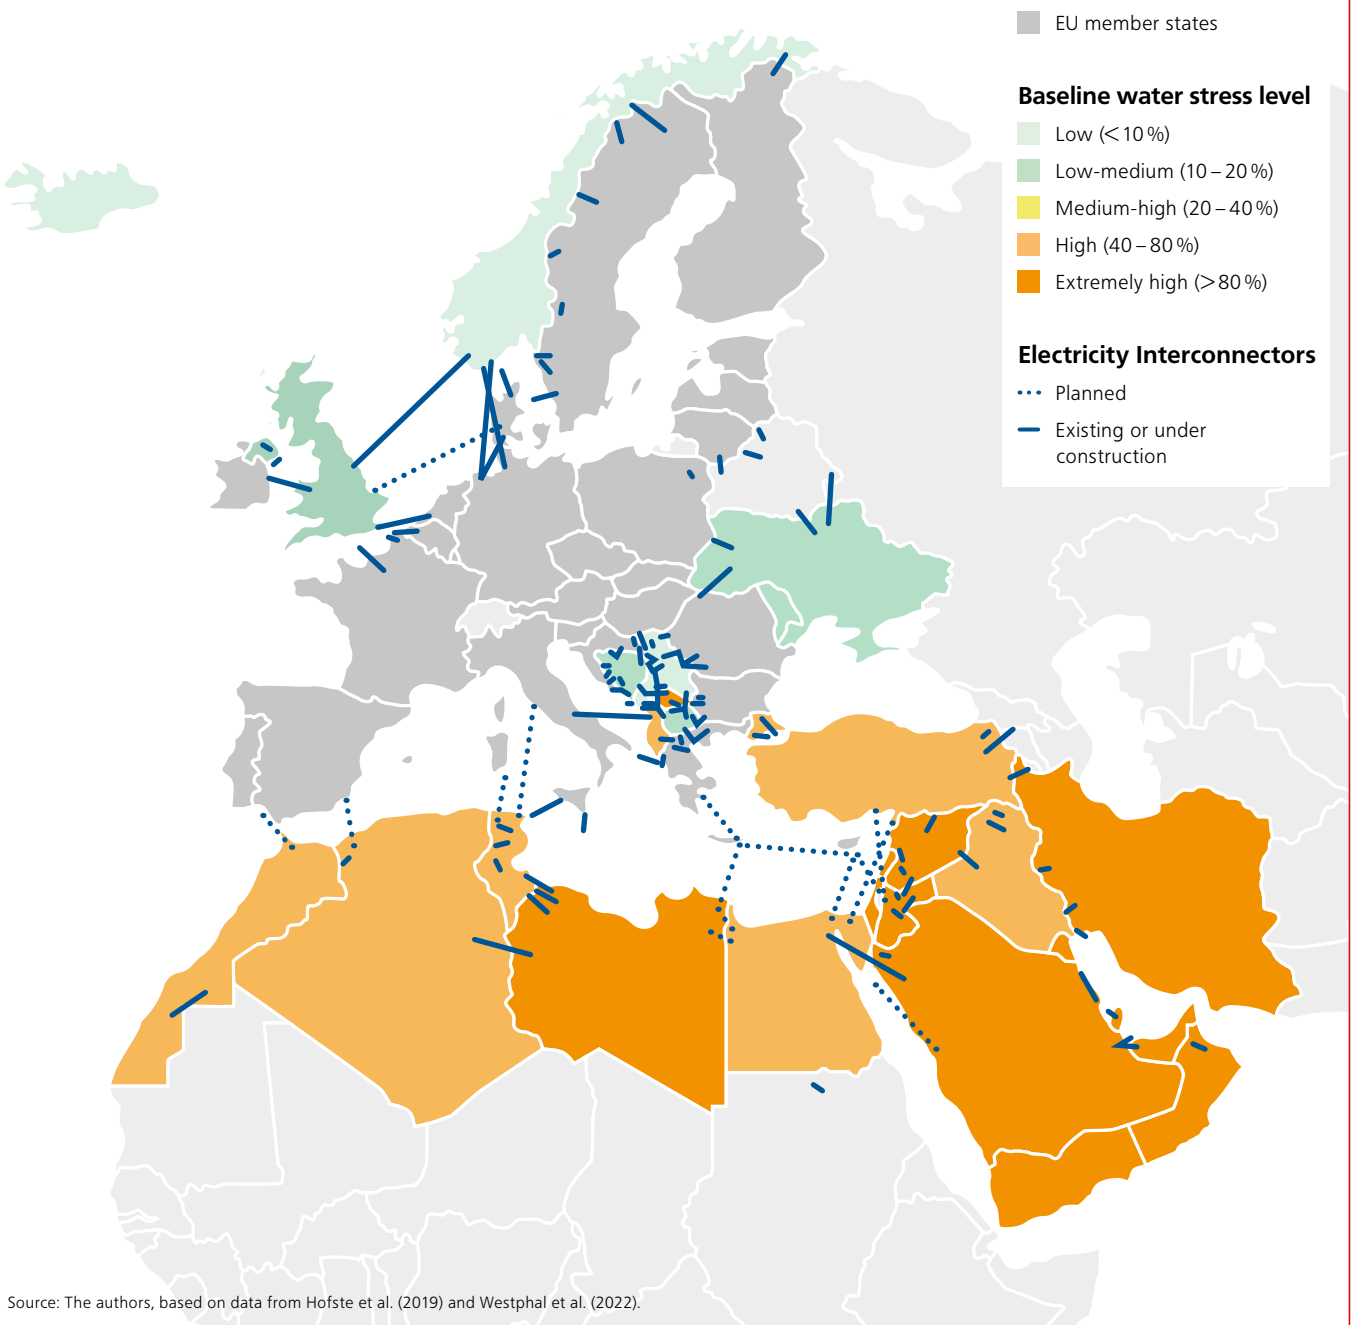 EU member states
Baseline water stress level
Low (<10 %)
Low-medium (10 – 20 %)
Medium-high (20 – 40 %)
High (40 – 80 %)
Extremely high (>80 %)
Electricity Interconnectors
Planned
Existing or under
construction
Source: The authors, based on data from Hofste et al. (2019) and Westphal et al. (2022).